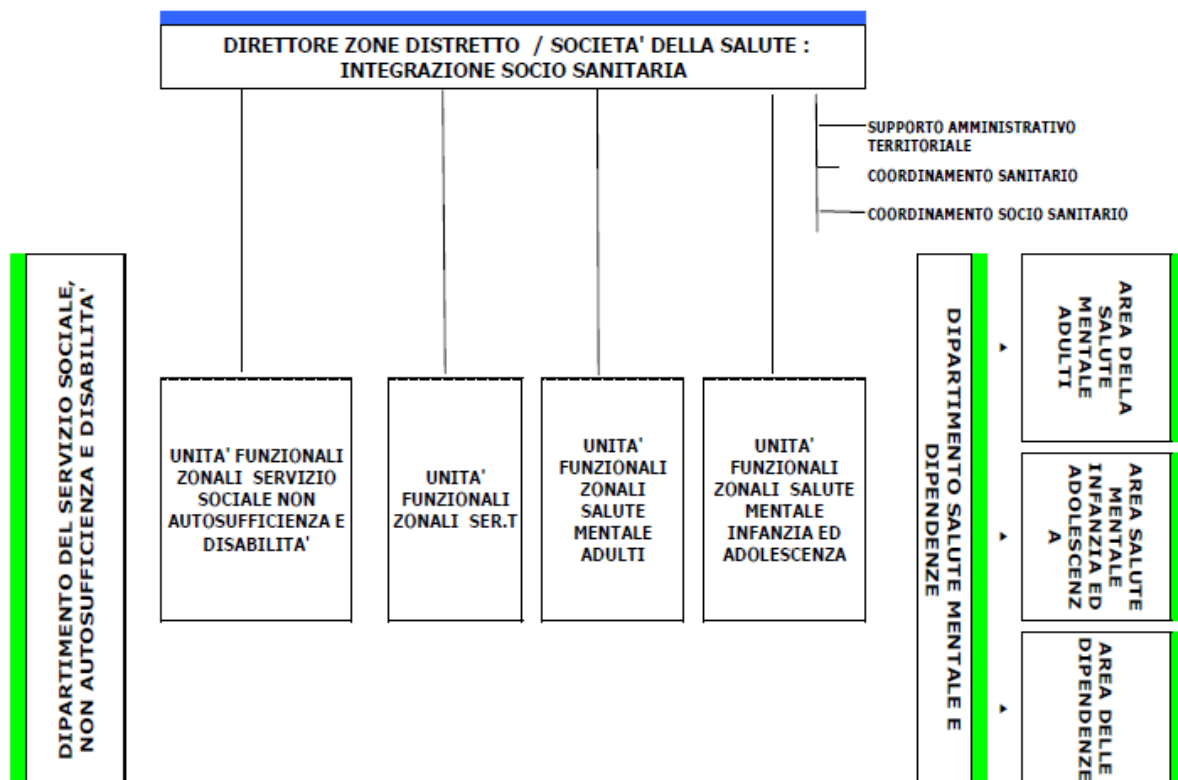 DIRETTORE ZONE DISTRETTO / SOCIETA' DELLA SALUTE :
INTEGRAZIONE SOCIO SANITARIA
SUPPORTO AMMINISTRATIVO
TERRITORIALE
COORDINAMENTO SANITARIO
COORDINAMENTO SOCIO SANITARIO
DIPARTIMENTO DEL SERVIZIO SOCIALE,
NON AUTOSUFFICIENZA E DISABILITA'
UNITA' FUNZIONALI
ZONALI SERVIZIO
SOCIALE NON
AUTOSUFFICIENZA E
DISABILITA'
UNITA'
FUNZIONALI
ZONALI SER.T
UNITA'
FUNZIONALI
ZONALI
SALUTE
MENTALE
ADULTI
UNITA'
FUNZIONALI
ZONALI SALUTE
MENTALE
INFANZIA ED
ADOLESCENZA
DIPARTIMENTO SALUTE MENTALE E
DIPENDENZE
AREA DELLA
SALUTE
MENTALE
ADULTI
AREA SALUTE
MENTALE
INFANZIA ED
ADOLESCENZ
A
AREA DELLE
DIPENDENZE